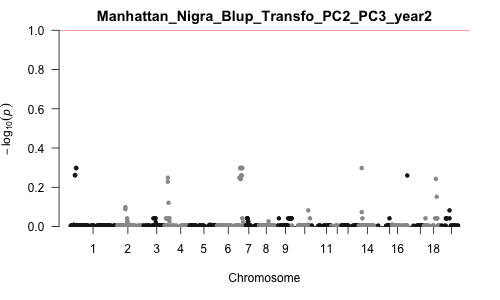 Manhattan_Nigra_Blup_Transfo_PC2_PC3_year2
1.0
0.8
0.6
0.4
0.2
0.0
− log₁₀(p)
1 2 3 4 5 6 7 8 9 11 14 16 18
Chromosome